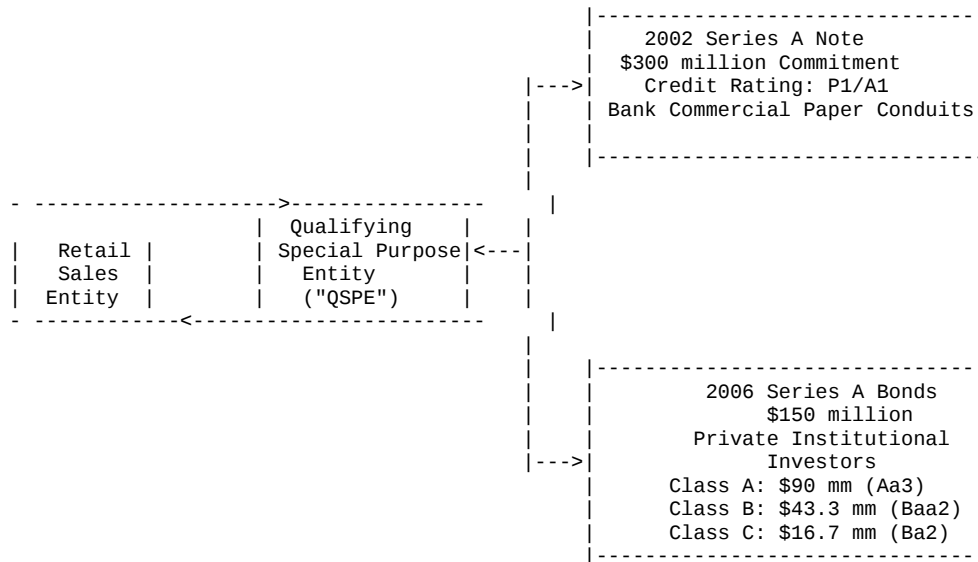 2002 Series A Note
$300 million Commitment
Credit Rating: P1/A1
Bank Commercial Paper Conduits
Retail
Sales
Entity
Qualifying
Special Purpose
Entity
("QSPE")
2006 Series A Bonds
$150 million
Private Institutional
Investors
Class A: $90 mm (Aa3)
Class B: $43.3 mm (Baa2)
Class C: $16.7 mm (Ba2)